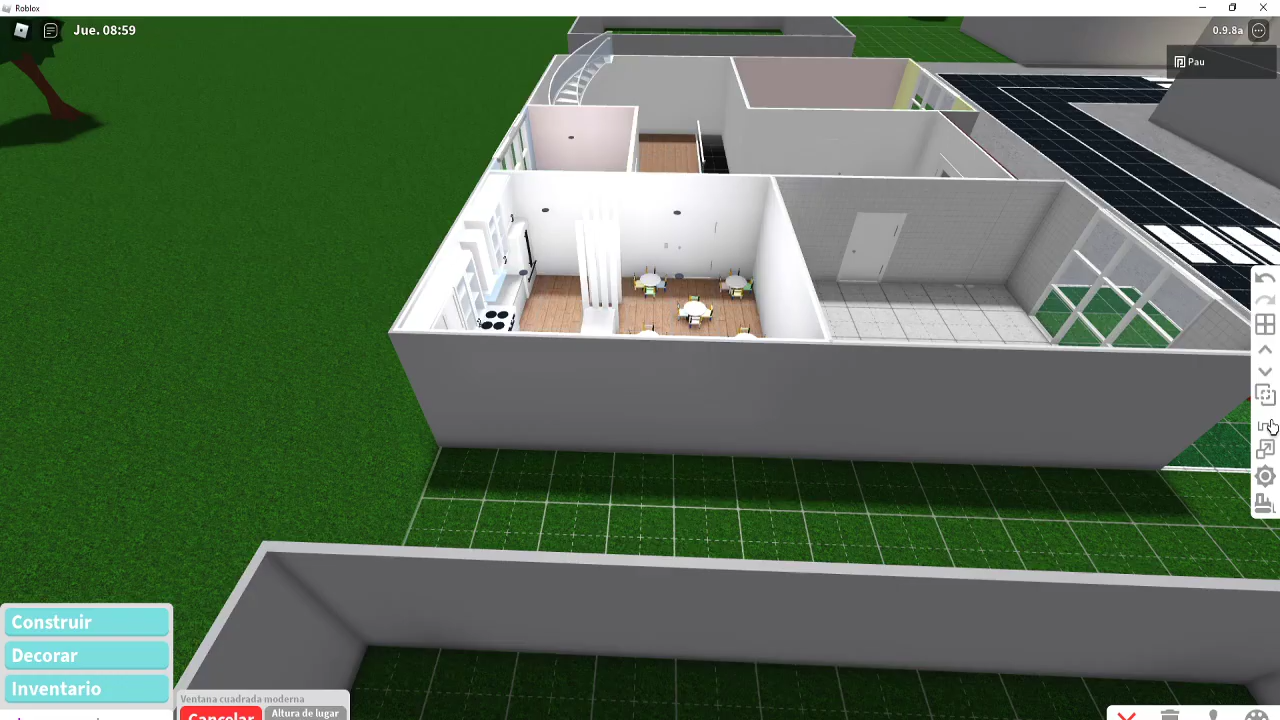 Roblox
Jue. 08:59
0.9.8a
Pau
Construir
Decorar
Inventario
Ventana cuadrada moderna
Cancelar
Altura de lugar